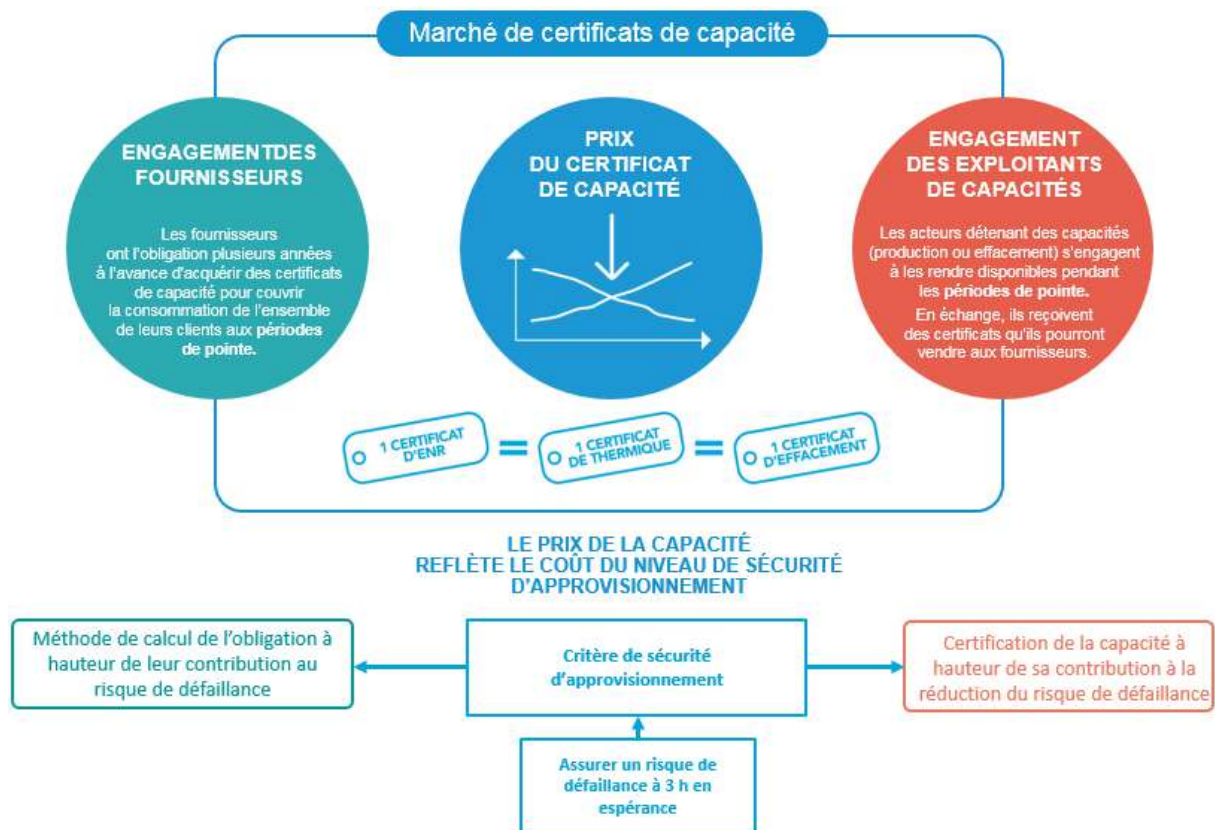 Marché de certificats de capacité
ENGAGEMENTDES
FOURNISSEURS
Les fournisseurs
ont l'obligation plusieurs années
à l'avance d'acquérir des certificats
de capacité pour couvrir
la consommation de l'ensemble
de leurs clients aux périodes
de pointe.
PRIX
DU CERTIFICAT
DE CAPACITÉ
ENGAGEMENT
DES EXPLOITANTS
DE CAPACITÉS
Les acteurs détenant des capacités
(production ou effacement) s'engagent
à les rendre disponibles pendant
les périodes de pointe.
En échange, ils reçoivent
des certificats qu'ils pourront
vendre aux fournisseurs.
1 CERTIFICAT
D'ENR
=
1 CERTIFICAT
DE THERMIQUE
=
1 CERTIFICAT
D'EFFACEMENT
LE PRIX DE LA CAPACITÉ
REFLÈTE LE COÛT DU NIVEAU DE SÉCURITÉ
D'APPROVISIONNEMENT
Méthode de calcul de l'obligation à
hauteur de leur contribution au
risque de défaillance
Critère de sécurité
d'approvisionnement
Certification de la capacité à
hauteur de sa contribution à la
réduction du risque de défaillance
Assurer un risque de
défaillance à 3 h en
espérance